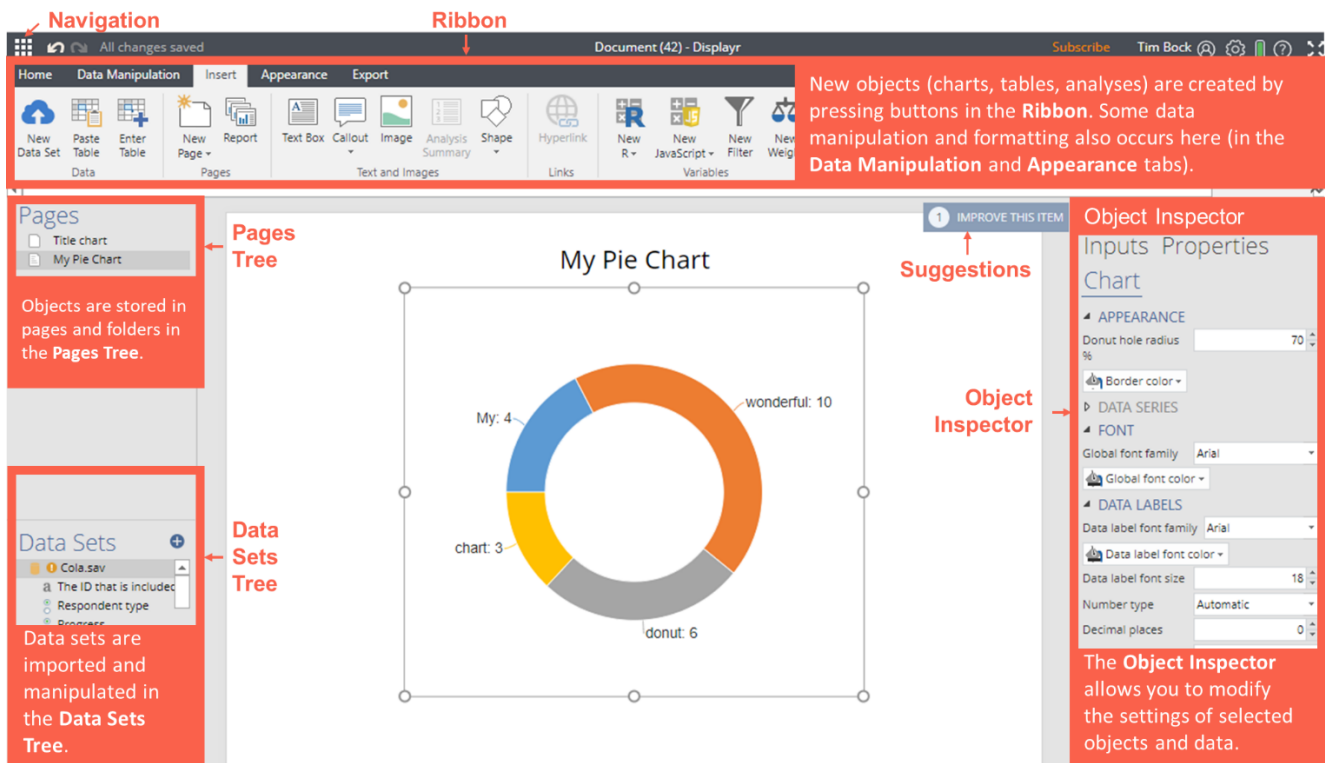 Navigation
Ribbon
All changes saved
Document (42) - Displayr
Subscribe
Tim Bock
Home Data Manipulation Insert Appearance Export
New Data Set
Paste Table
Enter Table
New Page
Report
Text Box
Callout
Image
Analysis Summary
Shape
Hyperlink
New R
New JavaScript
New Filter
New
Data
Pages
Text and Images
Links
Variables
New objects (charts, tables, analyses) are created by
pressing buttons in the Ribbon. Some data
manipulation and formatting also occurs here (in the
Data Manipulation and Appearance tabs).
Pages
Title chart
My Pie Chart
Objects are stored in
pages and folders in
the Pages Tree.
Pages
Tree
1 IMPROVE THIS ITEM
Suggestions
My Pie Chart
My: 4
wonderful: 10
chart: 3
donut: 6
Data Sets
Cola.sav
a The ID that is included
Respondent type
Progress
Data sets are
imported and
manipulated in
the Data Sets
Tree.
Data
Sets
Tree
Object
Inspector
Object Inspector
Inputs Properties
Chart
APPEARANCE
Donut hole radius 70
%
Border color
DATA SERIES
FONT
Global font family Arial
Global font color
DATA LABELS
Data label font family Arial
Data label font color
Data label font size 18
Number type Automatic
Decimal places 0
The Object Inspector
allows you to modify
the settings of selected
objects and data.